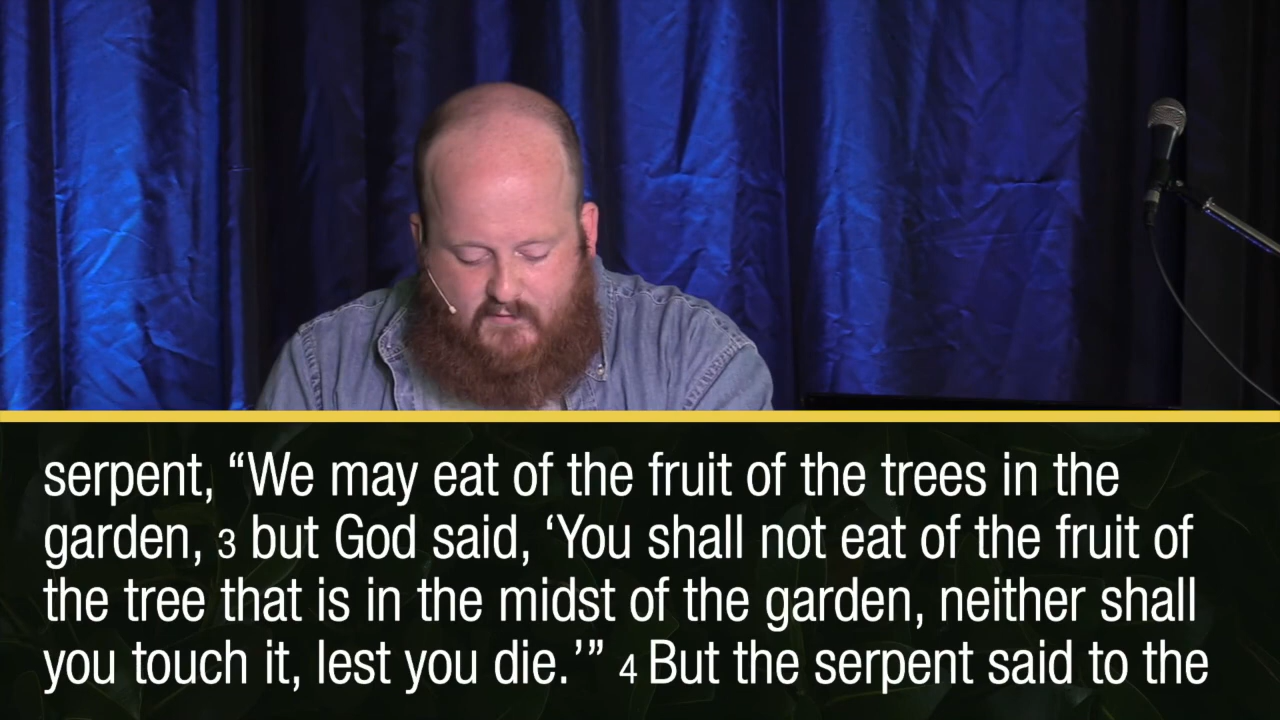 serpent, “We may eat of the fruit of the trees in the
garden, 3 but God said, ‘You shall not eat of the fruit of
the tree that is in the midst of the garden, neither shall
you touch it, lest you die.’” 4 But the serpent said to the